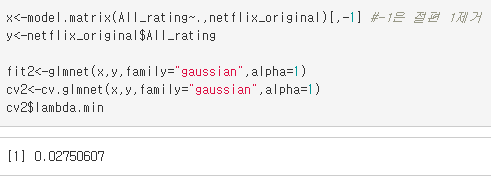 x<-model.matrix(All_rating~.,netflix_original)[,-1] #-1은 절편 1제거
y<-netflix_original$All_rating
fit2<-glmnet(x,y,family="gaussian",alpha=1)
cv2<-cv.glmnet(x,y,family="gaussian",alpha=1)
cv2$lambda.min
[1] 0.02750607